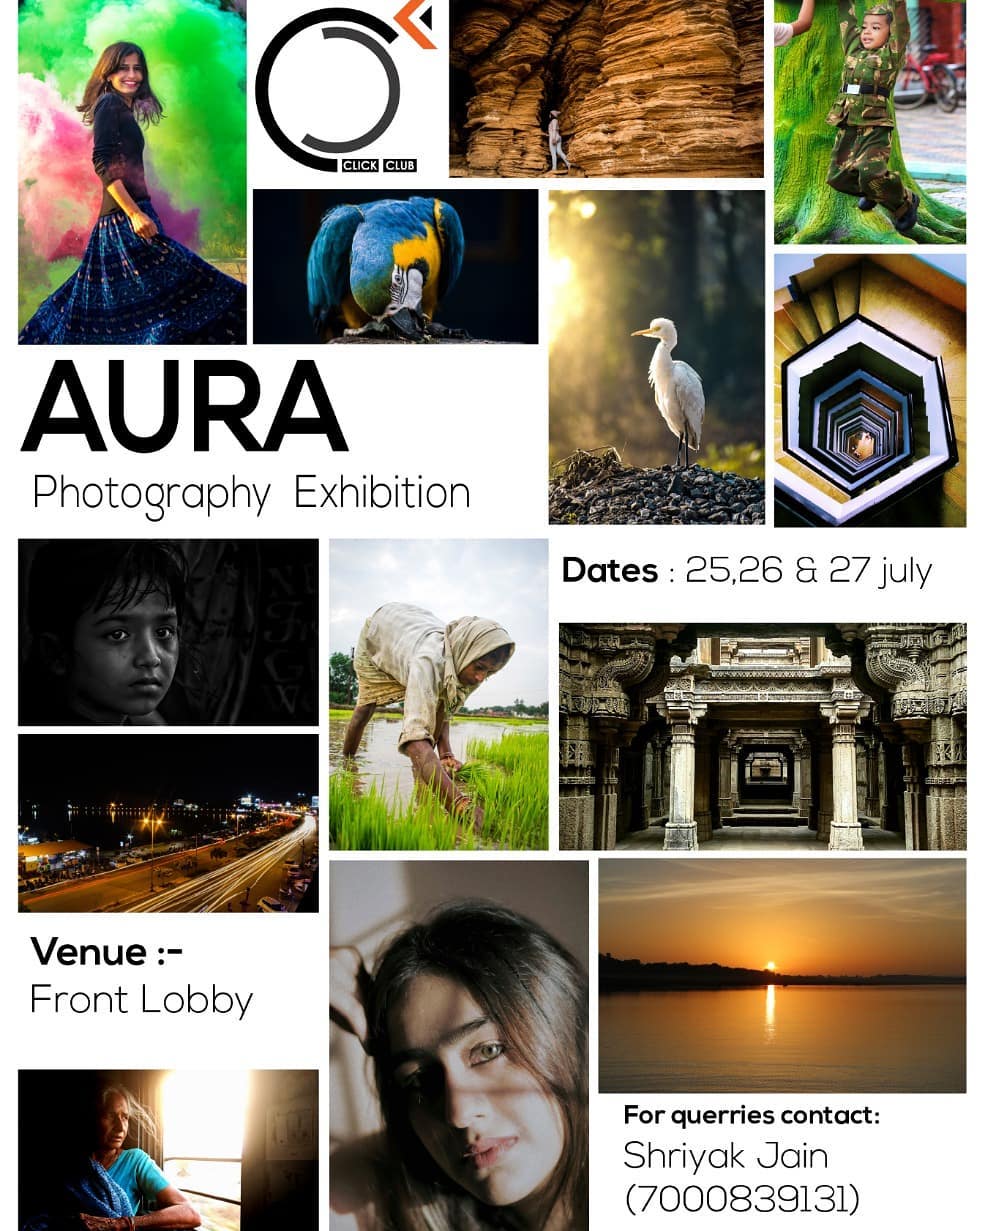 CLICK CLUB
AURA
Photography Exhibition
Dates : 25,26 & 27 july
Venue :-
Front Lobby
For querries contact:
Shriyak Jain
(7000839131)